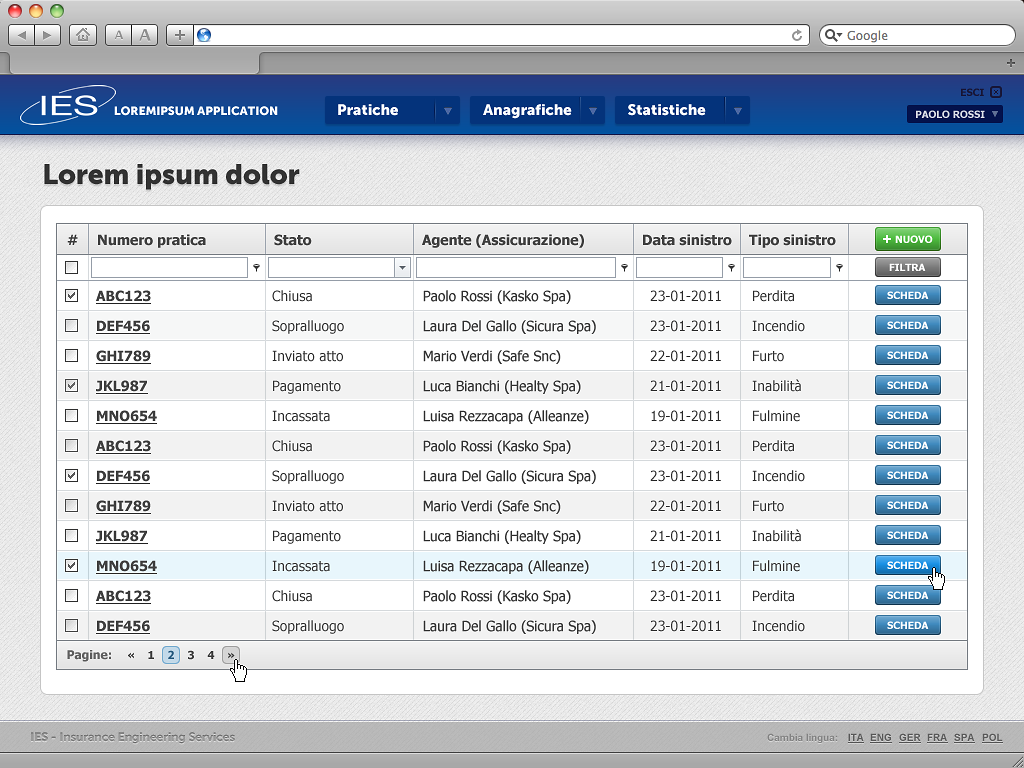 A A + Google
+
IES LOREMIPSUM APPLICATION Pratiche Anagrafiche Statistiche ESCI
PAOLO ROSSI
Lorem ipsum dolor
# Numero pratica Stato Agente (Assicurazione) Data sinistro Tipo sinistro + NUOVO
FILTRA
ABC123 Chiusa Paolo Rossi (Kasko Spa) 23-01-2011 Perdita SCHEDA
DEF456 Sopralluogo Laura Del Gallo (Sicura Spa) 23-01-2011 Incendio SCHEDA
GHI789 Inviato atto Mario Verdi (Safe Snc) 22-01-2011 Furto SCHEDA
JKL987 Pagamento Luca Bianchi (Healty Spa) 21-01-2011 Inabilità SCHEDA
MNO654 Incassata Luisa Rezzacapa (Alleanze) 19-01-2011 Fulmine SCHEDA
ABC123 Chiusa Paolo Rossi (Kasko Spa) 23-01-2011 Perdita SCHEDA
DEF456 Sopralluogo Laura Del Gallo (Sicura Spa) 23-01-2011 Incendio SCHEDA
GHI789 Inviato atto Mario Verdi (Safe Snc) 22-01-2011 Furto SCHEDA
JKL987 Pagamento Luca Bianchi (Healty Spa) 21-01-2011 Inabilità SCHEDA
MNO654 Incassata Luisa Rezzacapa (Alleanze) 19-01-2011 Fulmine SCHEDA
ABC123 Chiusa Paolo Rossi (Kasko Spa) 23-01-2011 Perdita SCHEDA
DEF456 Sopralluogo Laura Del Gallo (Sicura Spa) 23-01-2011 Incendio SCHEDA
Pagine: « 1 2 3 4 »
IES - Insurance Engineering Services Cambia lingua: ITA ENG GER FRA SPA POL